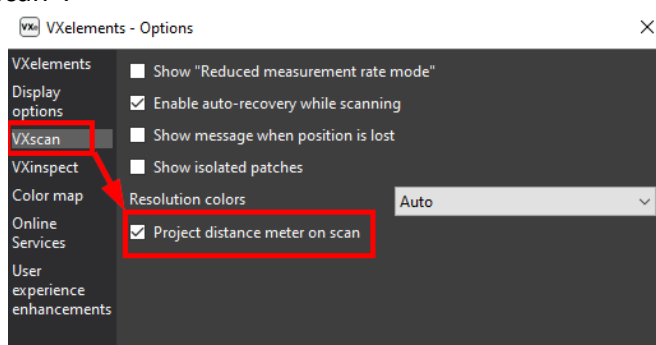 VXe VXelements - Options
VXelements
Display
options
VXscan
VXinspect
Color map
Online
Services
User
experience
enhancements
Show "Reduced measurement rate
mode"
Enable auto-recovery while scanning
Show message when position is lost
Show isolated patches
Resolution colors
Auto
Project distance meter on scan